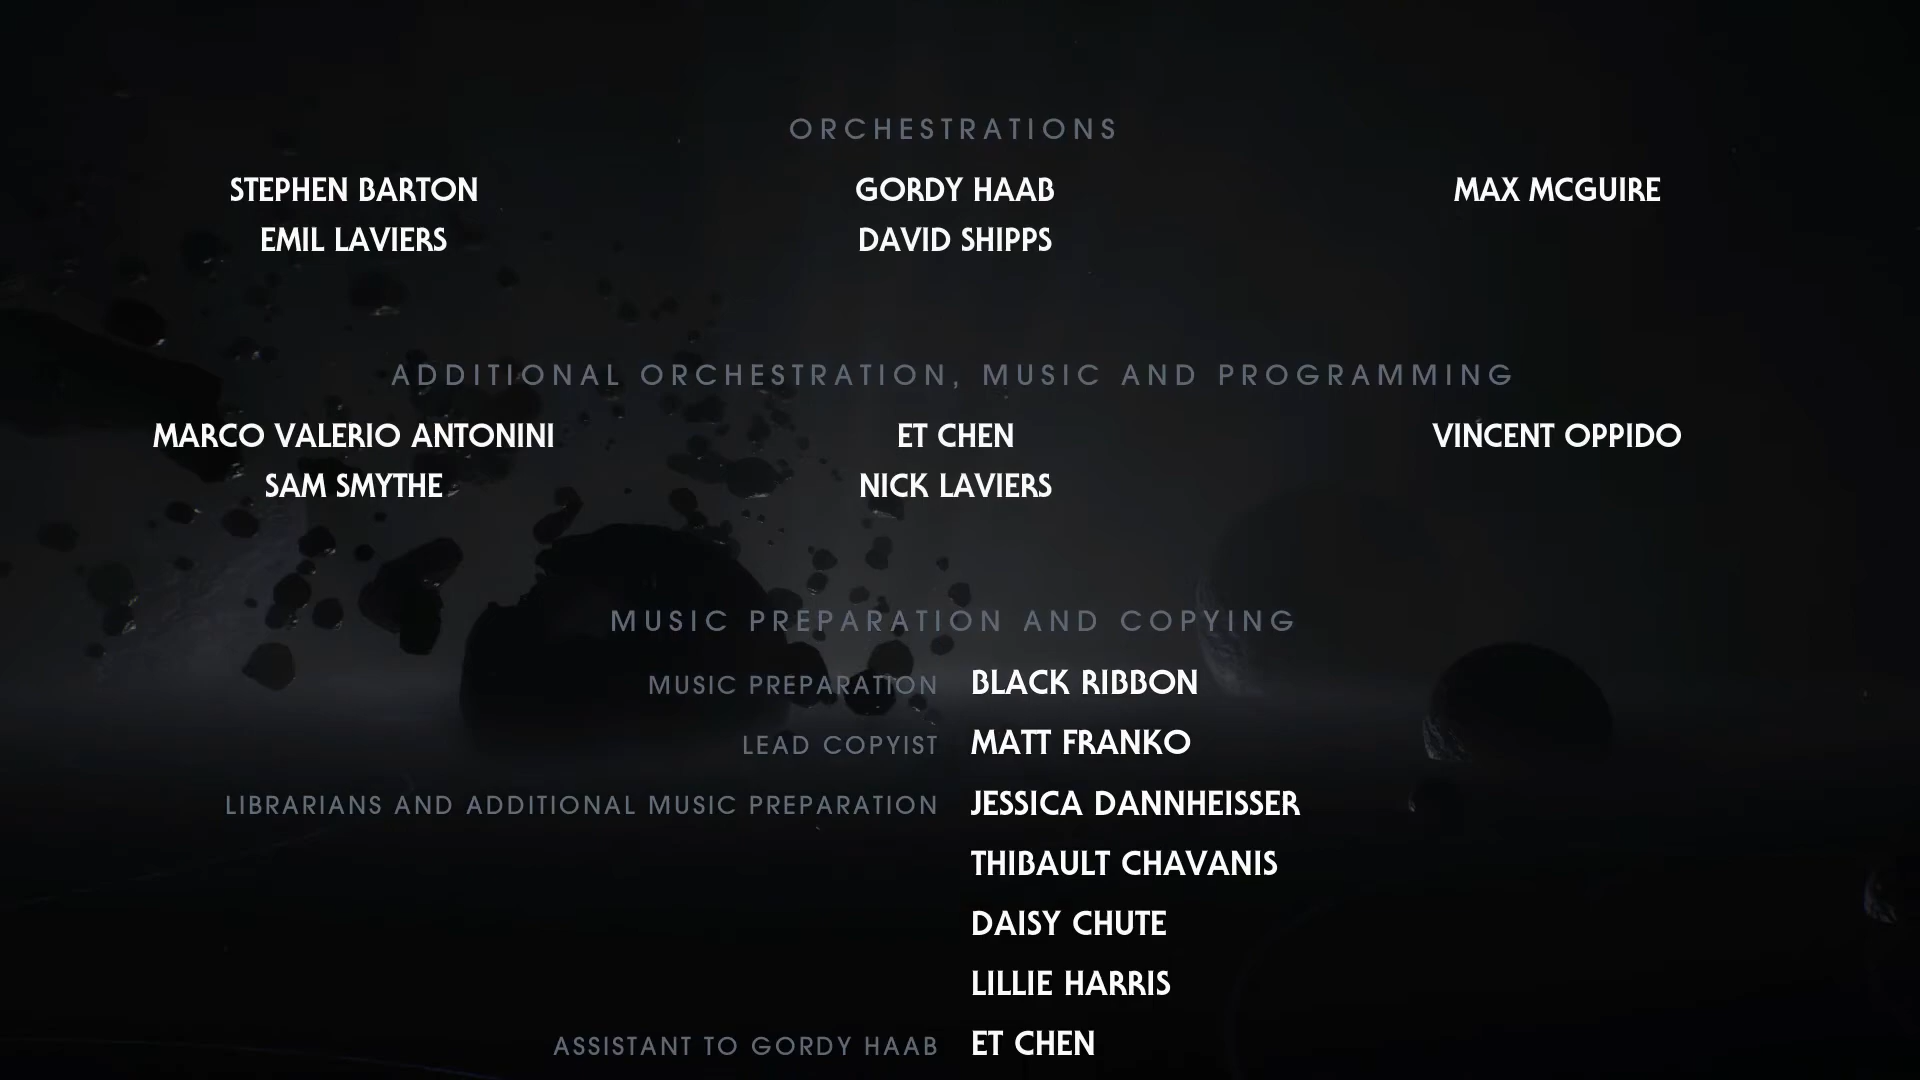 ORCHESTRATIONS
STEPHEN BARTON GORDY HAAB MAX MCGUIRE
EMIL LAVIERS DAVID SHIPPS
ADDITIONAL ORCHESTRATION, MUSIC AND PROGRAMMING
MARCO VALERIO ANTONINI ET CHEN VINCENT OPPIDO
SAM SMYTHE NICK LAVIERS
MUSIC PREPARATION AND COPYING
MUSIC PREPARATION BLACK RIBBON
LEAD COPYIST MATT FRANKO
LIBRARIANS AND ADDITIONAL MUSIC PREPARATION JESSICA DANNHEISSER
THIBAULT CHAVANIS
DAISY CHUTE
LILLIE HARRIS
ASSISTANT TO GORDY HAAB ET CHEN